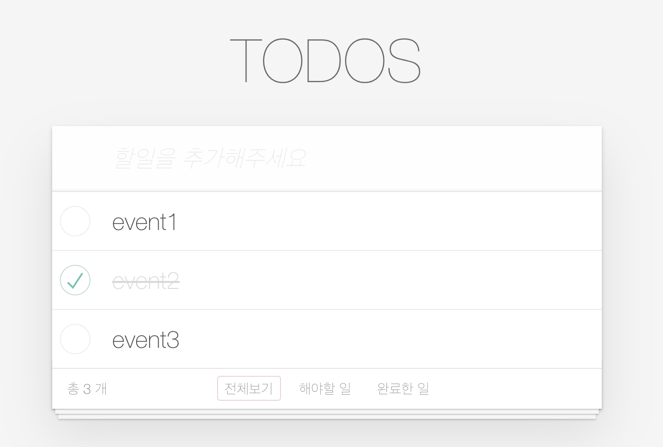 TODOS
할일을 추가해주세요
event1
event2
event3
총 3 개 전체보기 해야할 일 완료한 일